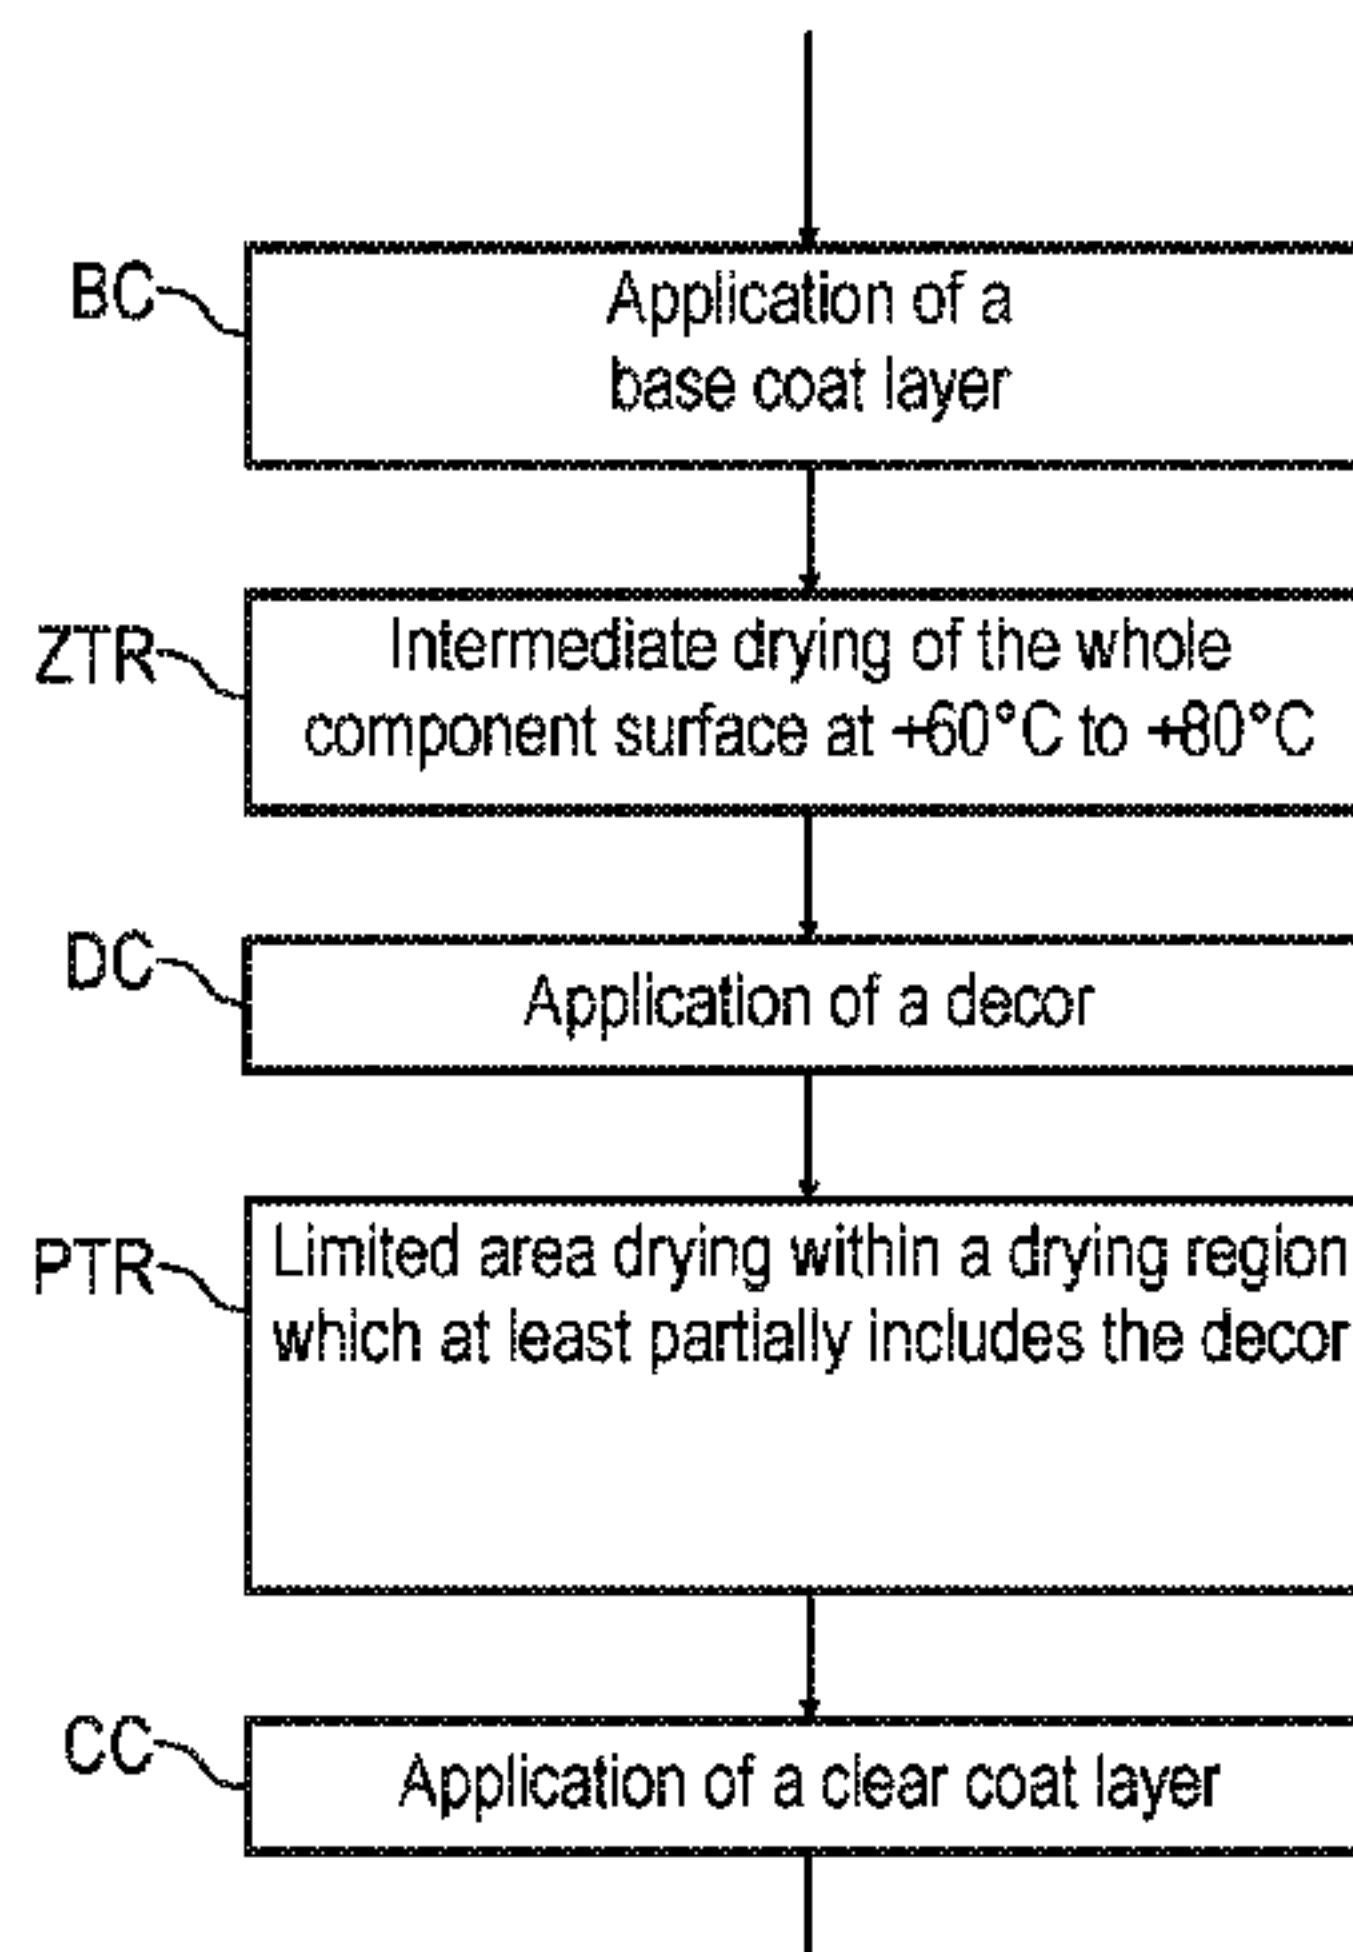 BC
Application of a
base coat layer
ZTR
Intermediate drying of the whole
component surface at +60°C to +80°C
DC
Application of a decor
PTR
Limited area drying within a drying region
which at least partially includes the decor
CC
Application of a clear coat layer